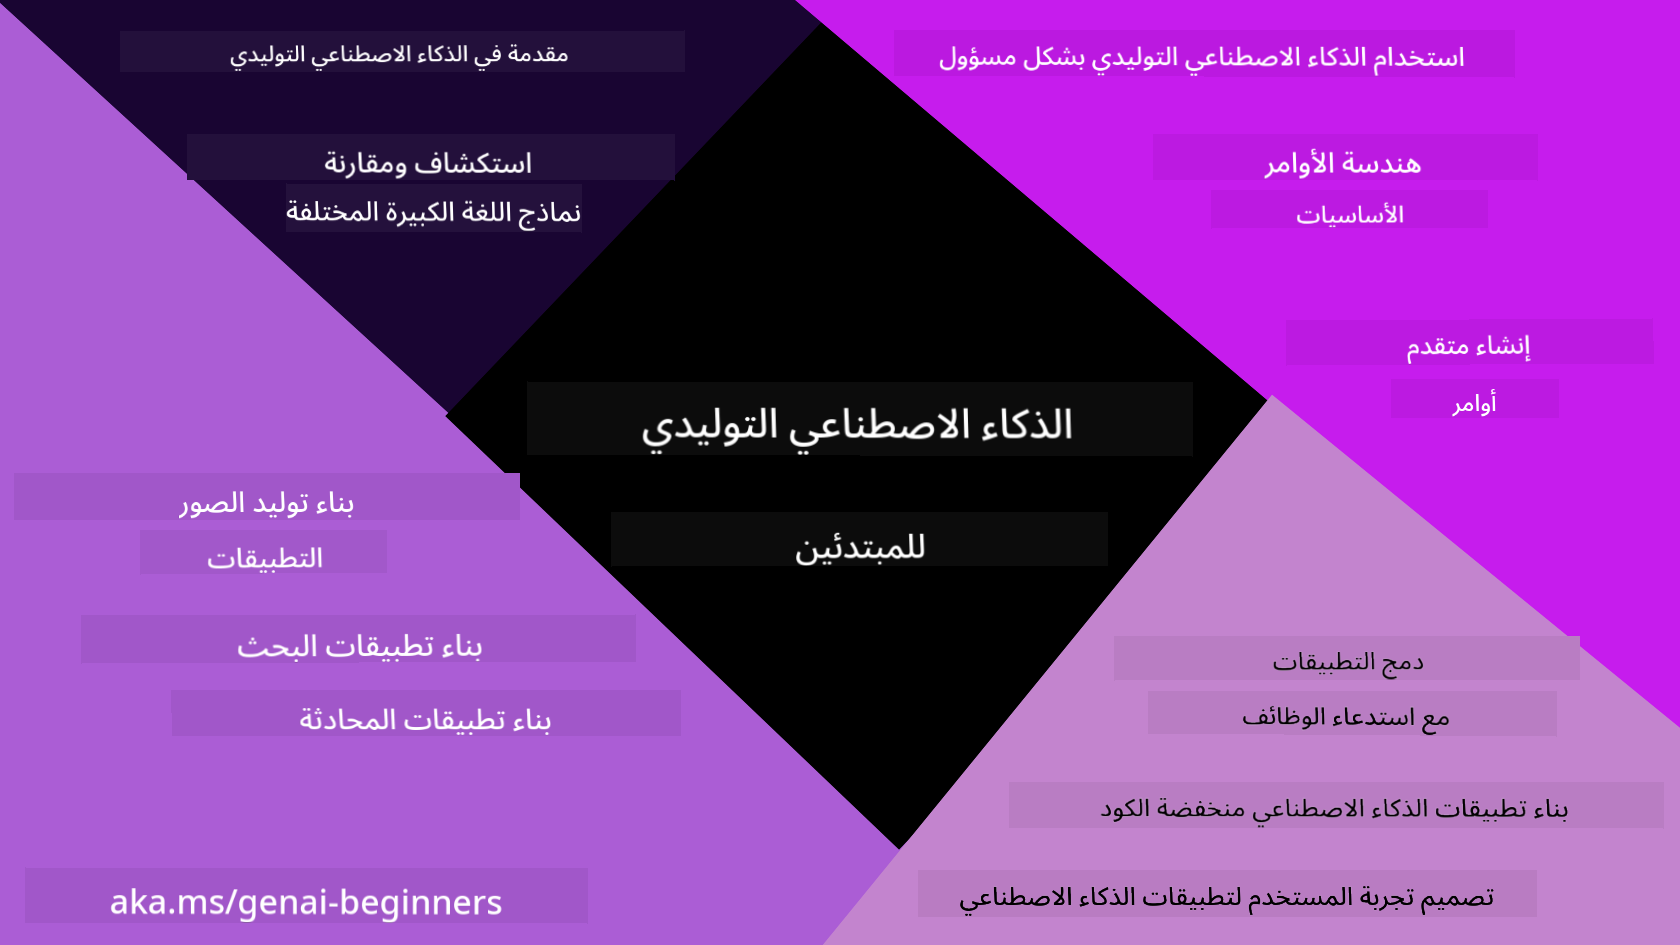 مقدمة في الذكاء الاصطناعي التوليدي
استكشاف ومقارنة
نماذج اللغة الكبيرة المختلفة
استخدام الذكاء الاصطناعي التوليدي بشكل مسؤول
هندسة الأوامر
الأساسيات
إنشاء متقدم
أوامر
الذكاء الاصطناعي التوليدي
للمبتدئين
بناء توليد الصور
التطبيقات
بناء تطبيقات البحث
بناء تطبيقات المحادثة
دمج التطبيقات
مع استدعاء الوظائف
بناء تطبيقات الذكاء الاصطناعي منخفضة الكود
تصميم تجربة المستخدم لتطبيقات الذكاء الاصطناعي
aka.ms/genai-beginners